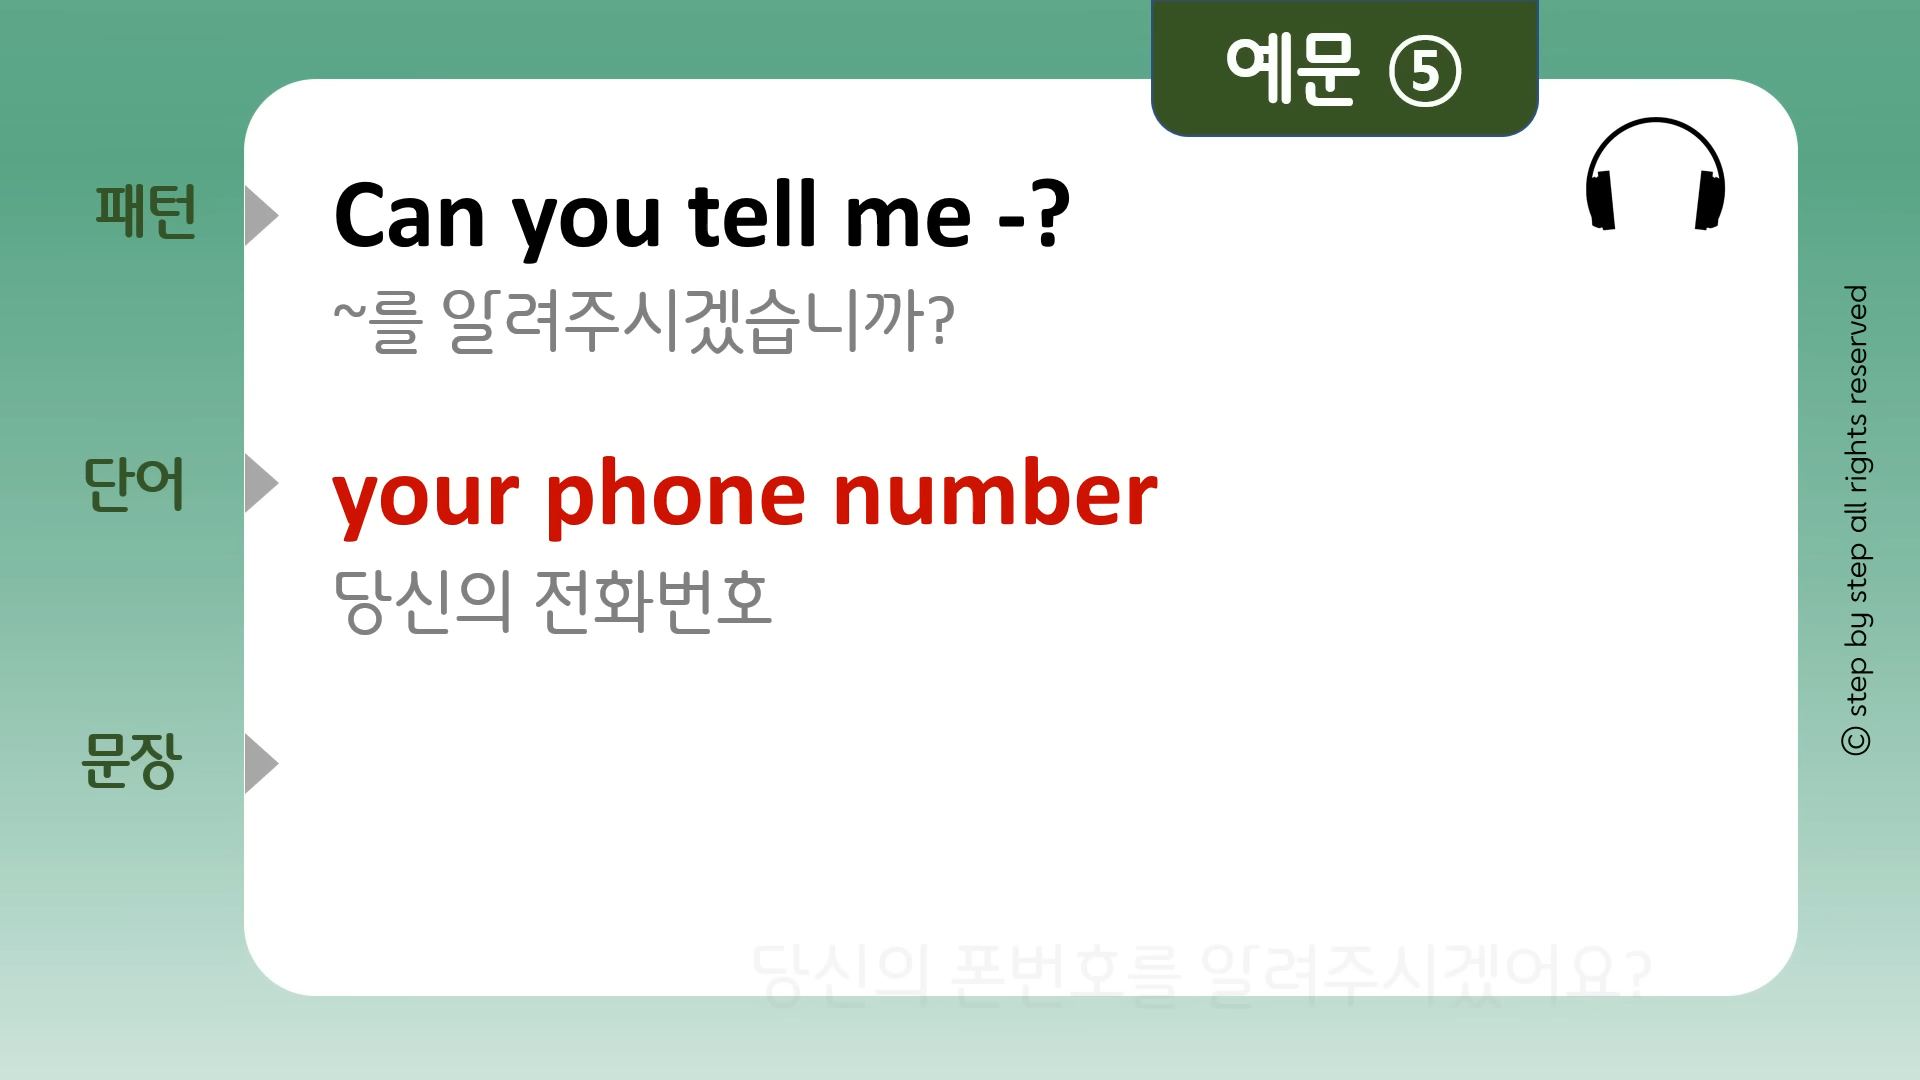 예문 ⑤
패턴
Can you tell me -?
~를 알려주시겠습니까?
단어
your phone number
당신의 전화번호
문장
당신의 폰번호를 알려주시겠어요?
© step by step all rights reserved